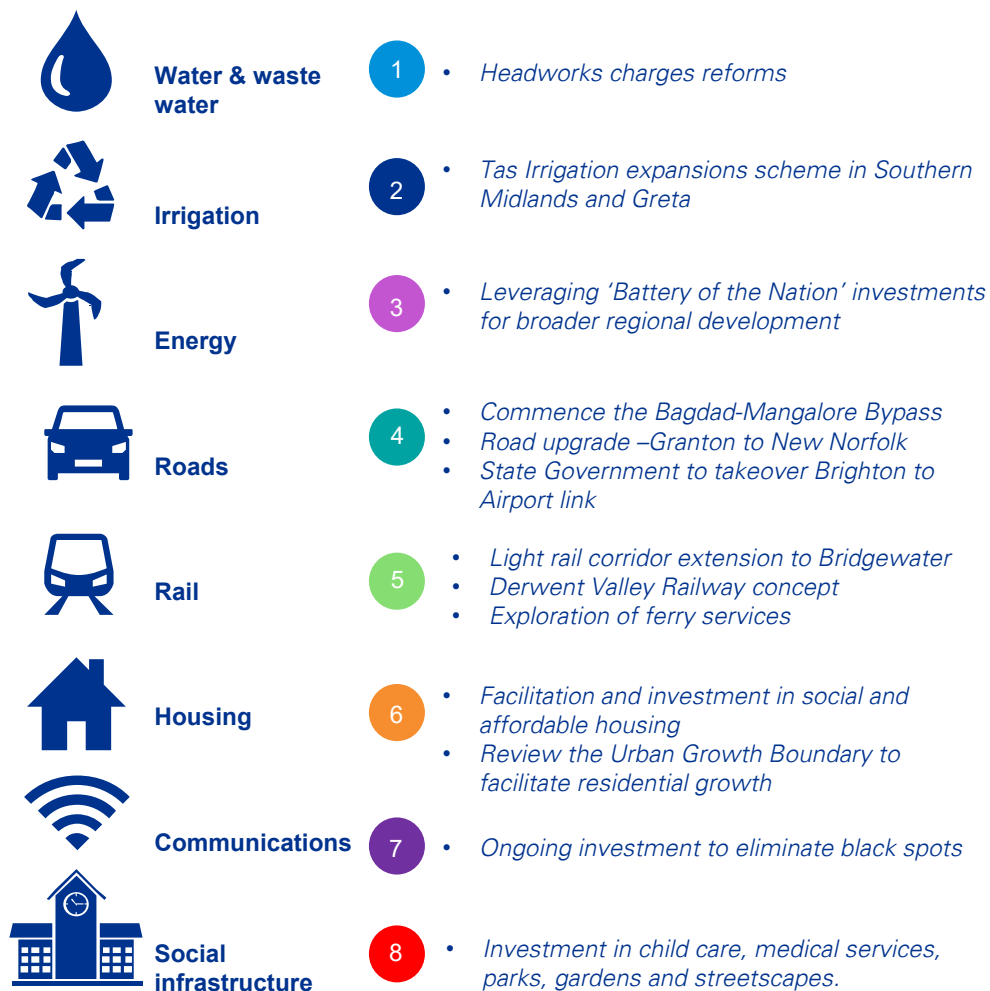 Water & waste
water
1
• Headworks charges reforms
Irrigation
2
• Tas Irrigation expansions scheme in Southern
Midlands and Greta
Energy
3
• Leveraging ‘Battery of the Nation’ investments
for broader regional development
Roads
4
• Commence the Bagdad-Mangalore Bypass
• Road upgrade –Granton to New Norfolk
• State Government to takeover Brighton to
Airport link
Rail
5
• Light rail corridor extension to Bridgewater
• Derwent Valley Railway concept
• Exploration of ferry services
Housing
6
• Facilitation and investment in social and
affordable housing
• Review the Urban Growth Boundary to
facilitate residential growth
Communications
7
• Ongoing investment to eliminate black spots
Social
infrastructure
8
• Investment in child care, medical services,
parks, gardens and streetscapes.